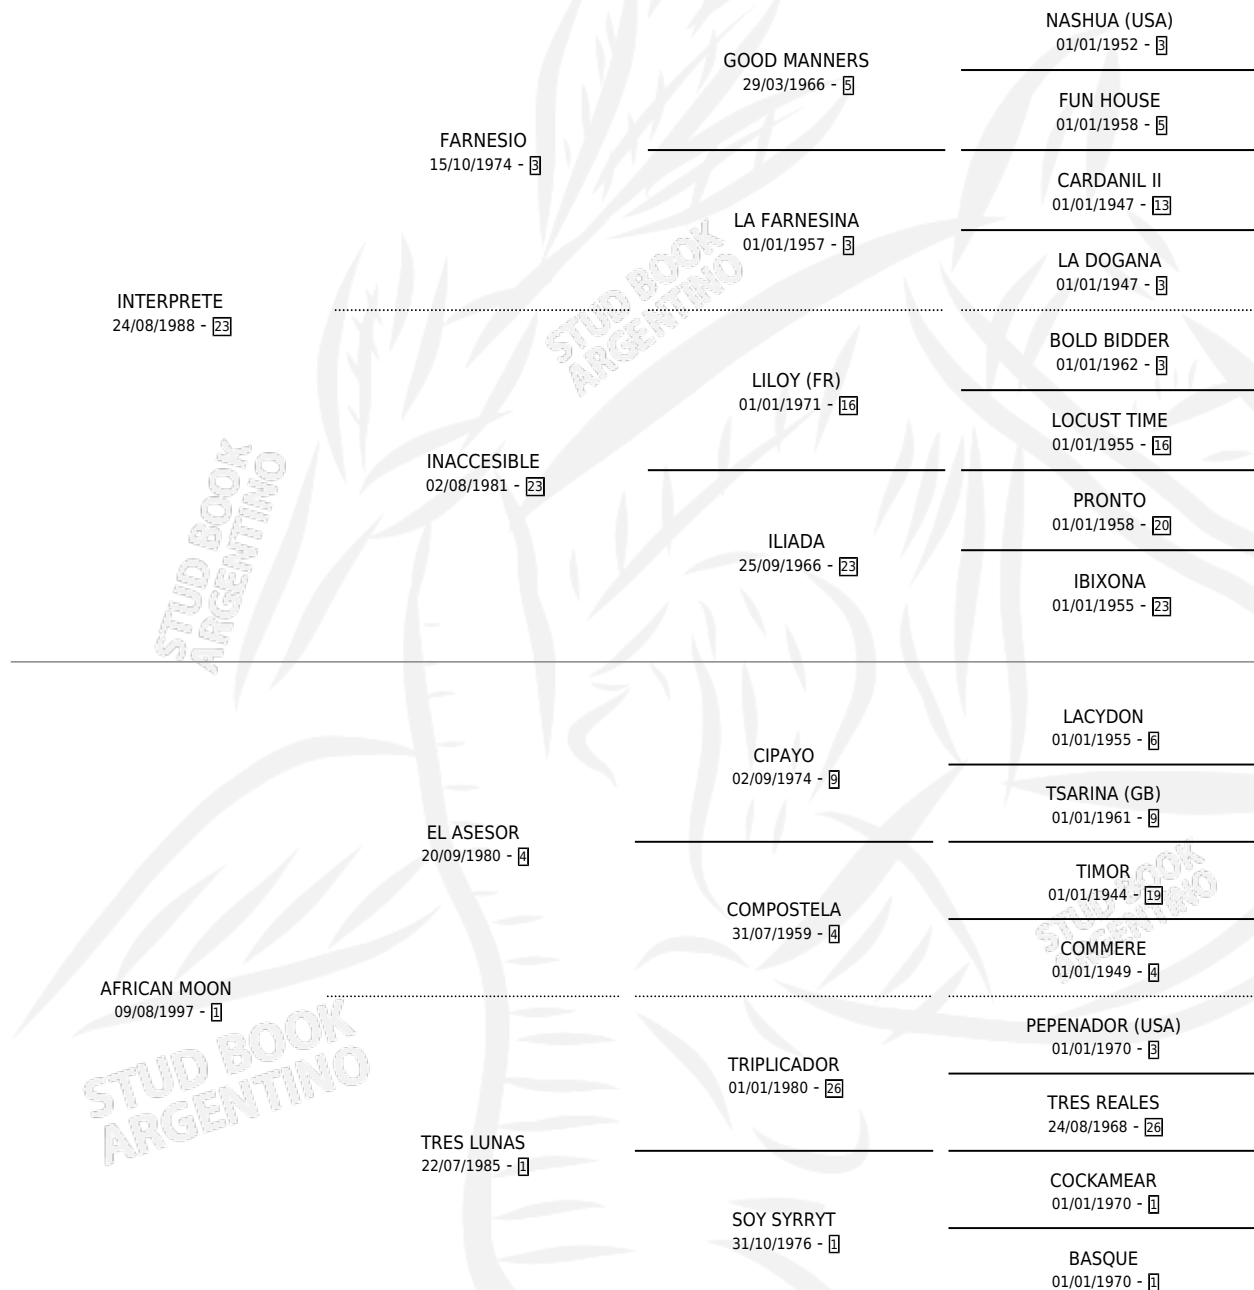 INTERPRETE
24/08/1988 - 23
FARNESIO
15/10/1974 - 3
INACCESIBLE
02/08/1981 - 23
GOOD MANNERS
29/03/1966 - 5
LA FARNESINA
01/01/1957 - 3
LILOY (FR)
01/01/1971 - 16
ILIADA
25/09/1966 - 23
NASHUA (USA)
01/01/1952 - 3
FUN HOUSE
01/01/1958 - 5
CARDANIL II
01/01/1947 - 13
LA DOGANA
01/01/1947 - 3
BOLD BIDDER
01/01/1962 - 3
LOCUST TIME
01/01/1955 - 16
PRONTO
01/01/1958 - 20
IBIXONA
01/01/1955 - 23
AFRICAN MOON
09/08/1997 - 1
EL ASESOR
20/09/1980 - 4
TRES LUNAS
22/07/1985 - 1
CIPAYO
02/09/1974 - 9
COMPOSTELA
31/07/1959 - 4
TRIPLICADOR
01/01/1980 - 26
SOY SYRRYT
31/10/1976 - 1
LACYDON
01/01/1955 - 6
TSARINA (GB)
01/01/1961 - 9
TIMOR
01/01/1944 - 19
COMMERE
01/01/1949 - 4
PEPENADOR (USA)
01/01/1970 - 3
TRES REALES
24/08/1968 - 26
COCKAMEAR
01/01/1970 - 1
BASQUE
01/01/1970 - 1
STUD BOOK
ARGENTINO
STUD BOOK
ARGENTINO
STUD BOOK
ARGENTINO
STUD BOOK
ARGENTINO